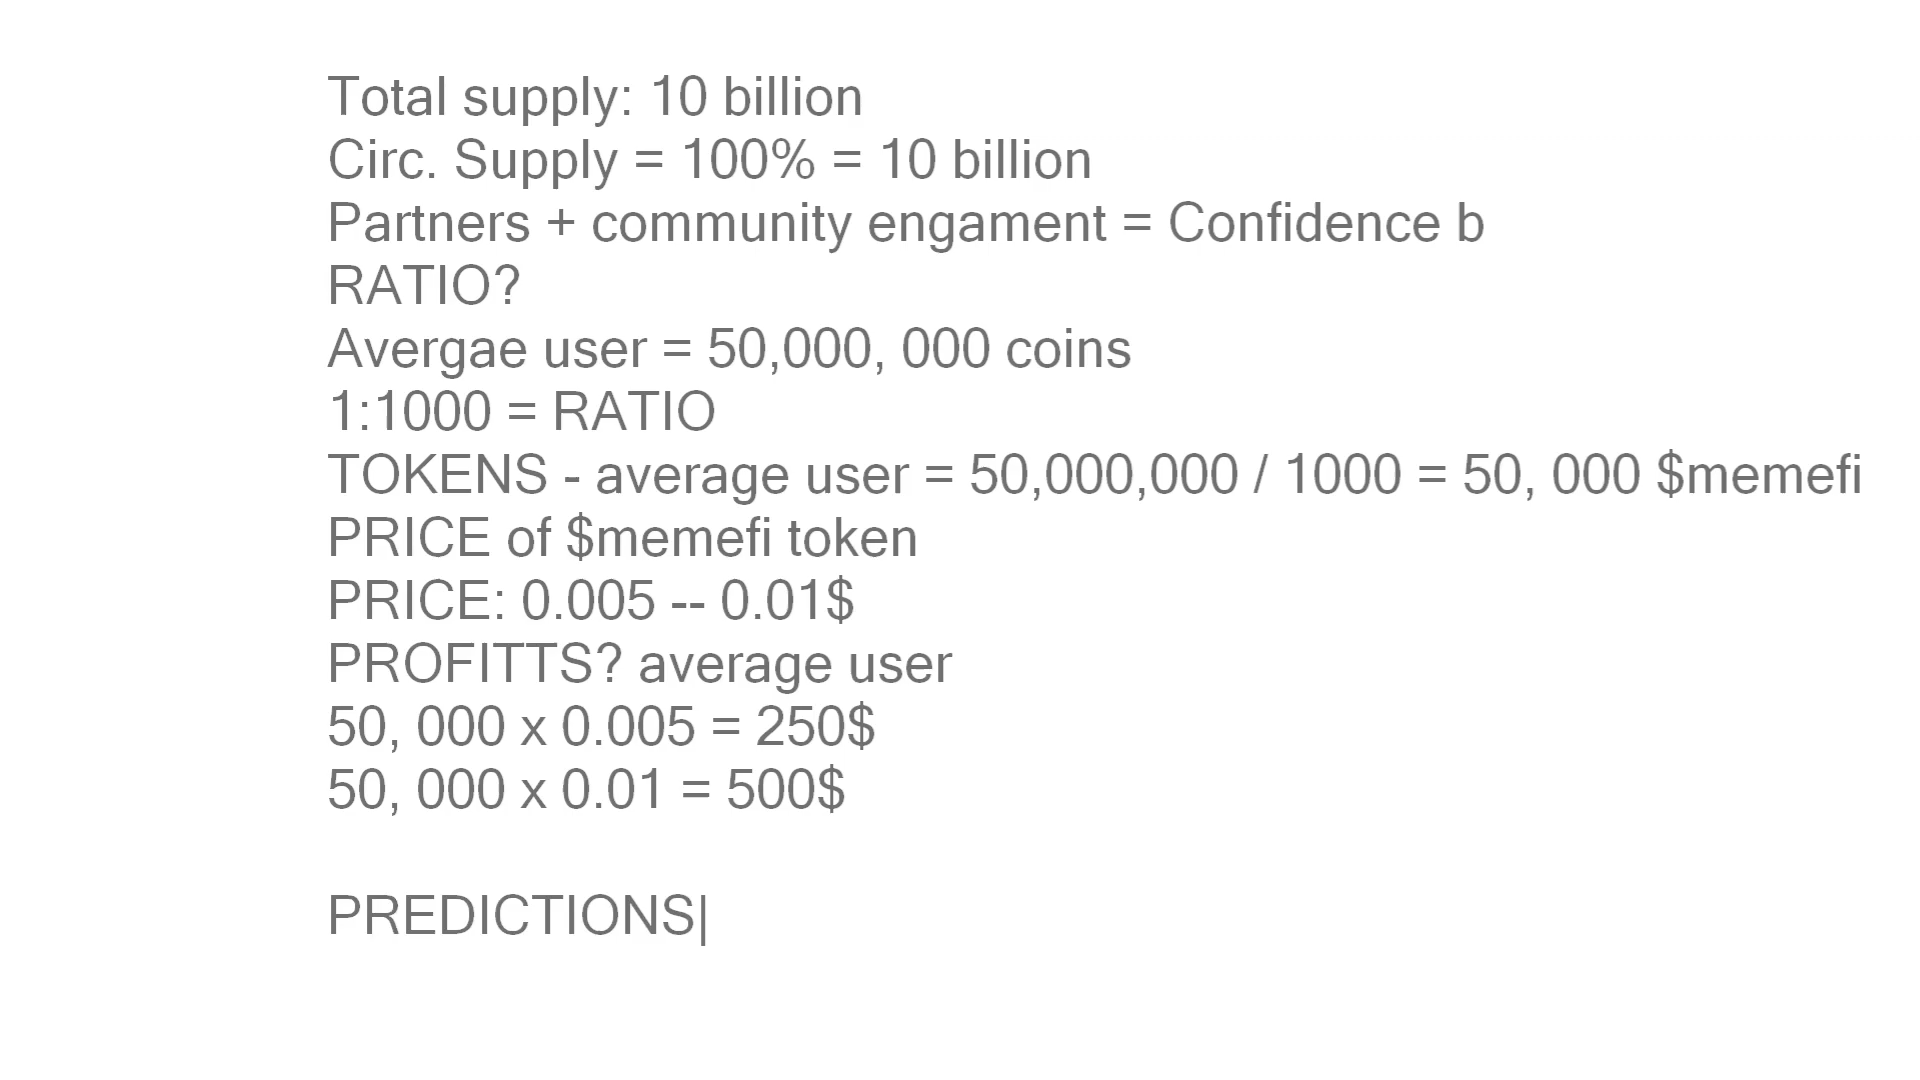 Total supply: 10 billion
Circ. Supply = 100% = 10 billion
Partners + community engament = Confidence b
RATIO?
Avergae user = 50,000, 000 coins
1:1000 = RATIO
TOKENS - average user = 50,000,000 / 1000 = 50, 000 $memefi
PRICE of $memefi token
PRICE: 0.005 -- 0.01$
PROFITTS? average user
50, 000 x 0.005 = 250$
50, 000 x 0.01 = 500$
PREDICTIONS